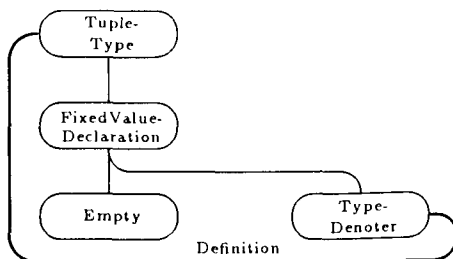 Tuple-
Type
FixedValue-
Declaration
Empty
Type-
Denoter
Definition